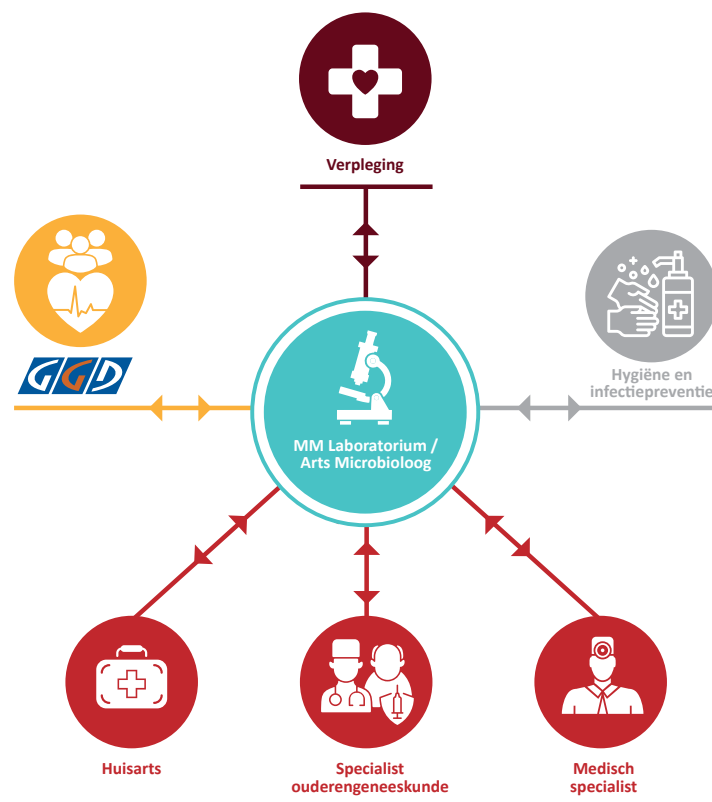 Verpleging
GGD
Hygiëne en
infectiepreventie
MM Laboratorium /
Arts Microbioloog
Huisarts
Specialist
ouderengeneeskunde
Medisch
specialist